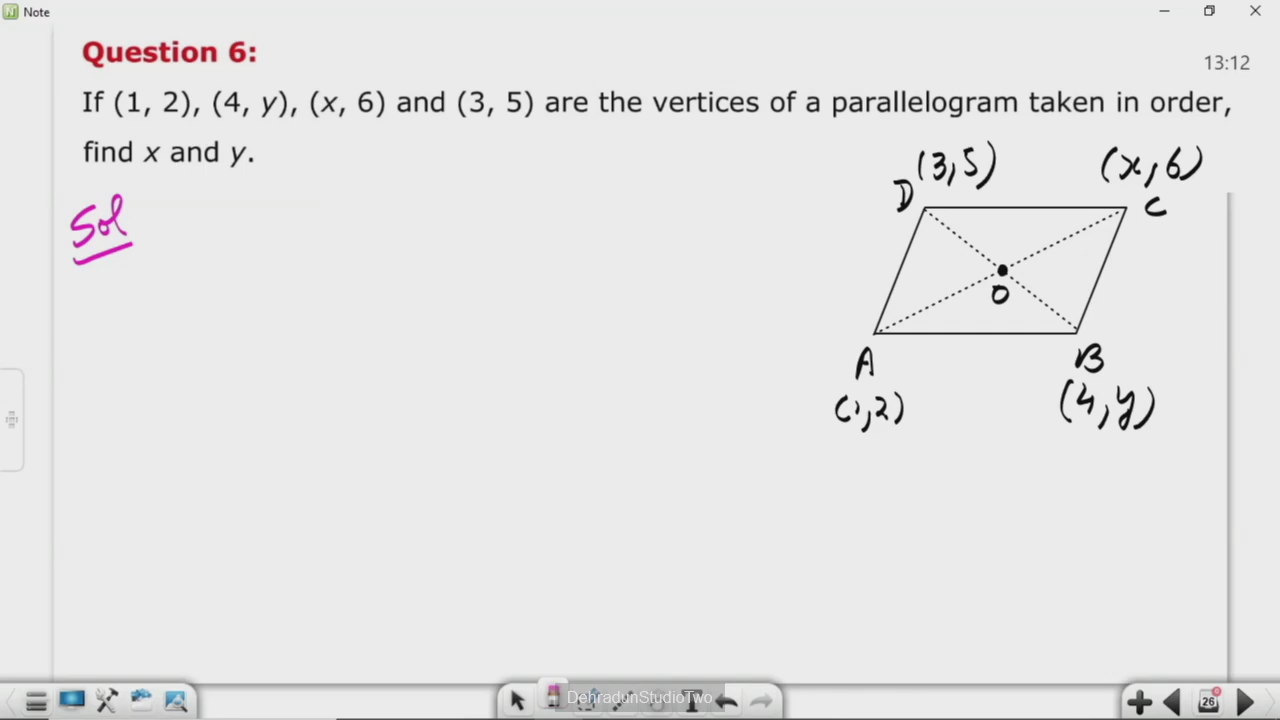 Note
Question 6:
13:12
If (1, 2), (4, y), (x, 6) and (3, 5) are the vertices of a parallelogram taken in order,
find x and y.
Sol
(3,5)
(x,6)
D
C
O
A
B
(1,2)
(4,y)
DehradunStudioTwo
T
26